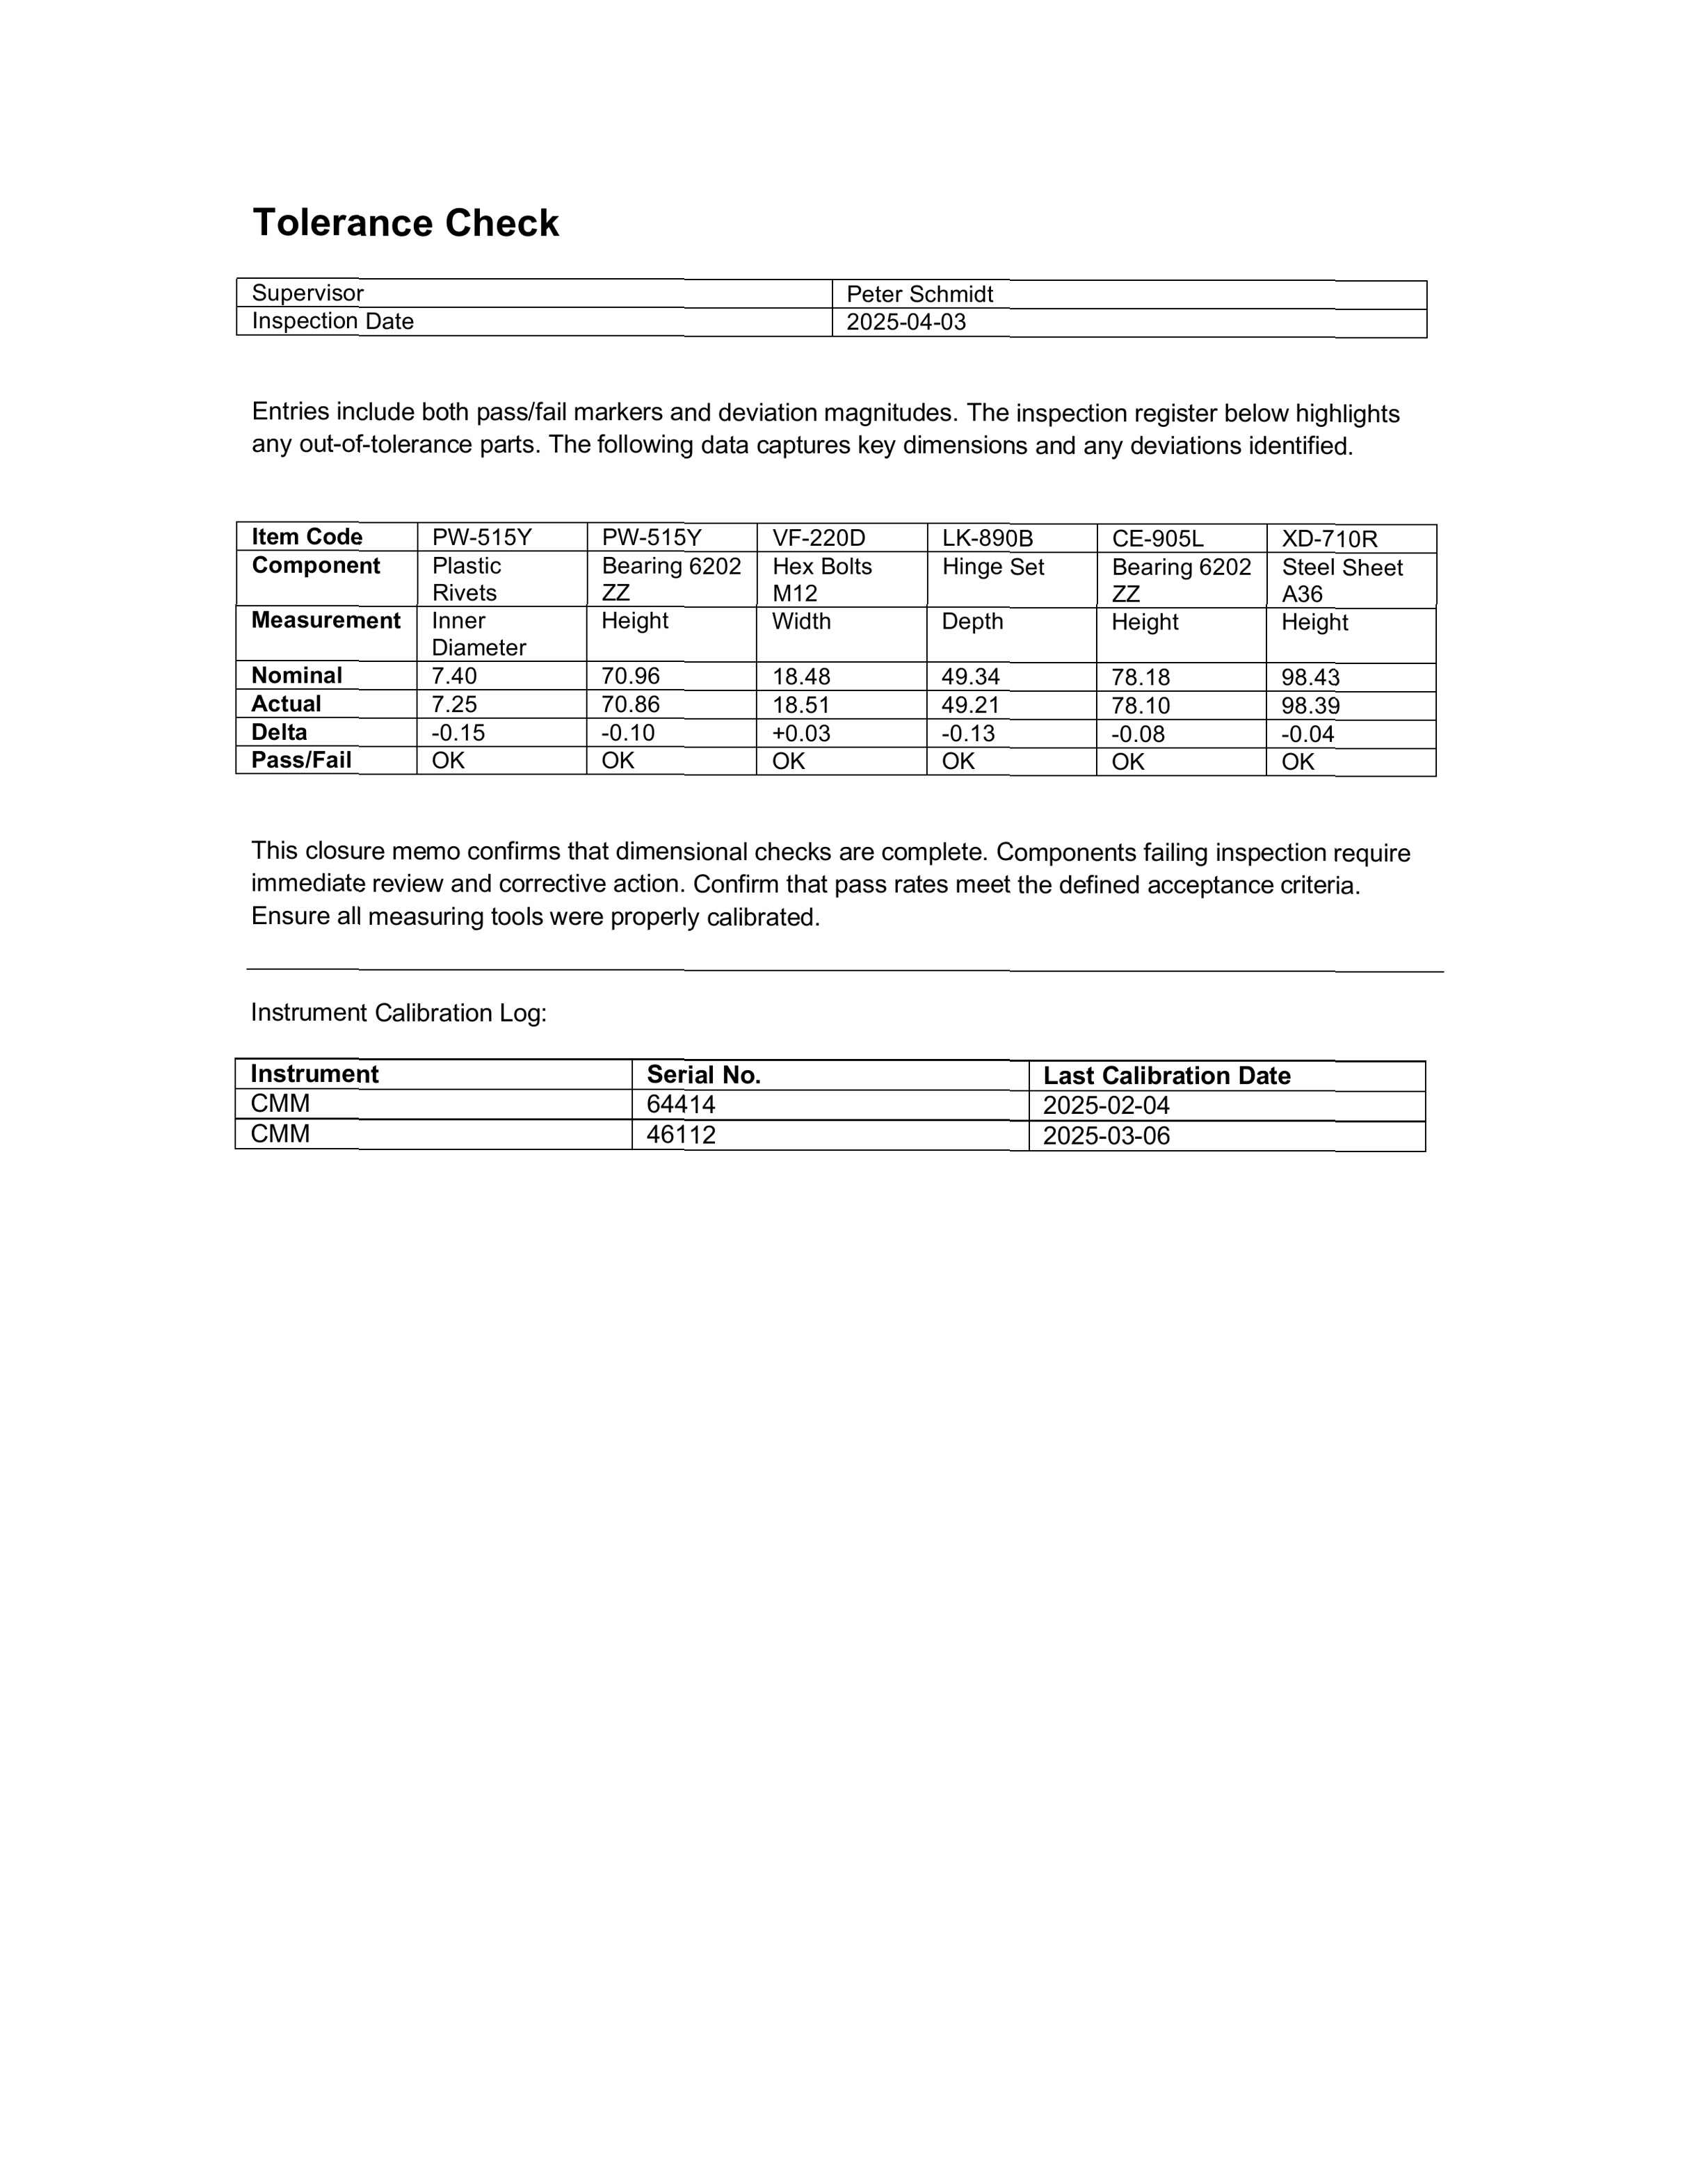 Tolerance Check
Supervisor Peter Schmidt
Inspection Date 2025-04-03
Entries include both pass/fail markers and deviation magnitudes. The inspection register below highlights
any out-of-tolerance parts. The following data captures key dimensions and any deviations identified.
Item Code PW-515Y PW-515Y VF-220D LK-890B CE-905L XD-710R
Component Plastic Rivets Bearing 6202 ZZ Hex Bolts M12 Hinge Set Bearing 6202 ZZ Steel Sheet A36
Measurement Inner Diameter Height Width Depth Height Height
Nominal 7.40 70.96 18.48 49.34 78.18 98.43
Actual 7.25 70.86 18.51 49.21 78.10 98.39
Delta -0.15 -0.10 +0.03 -0.13 -0.08 -0.04
Pass/Fail OK OK OK OK OK OK
This closure memo confirms that dimensional checks are complete. Components failing inspection require
immediate review and corrective action. Confirm that pass rates meet the defined acceptance criteria.
Ensure all measuring tools were properly calibrated.
Instrument Calibration Log:
Instrument Serial No. Last Calibration Date
CMM 64414 2025-02-04
CMM 46112 2025-03-06